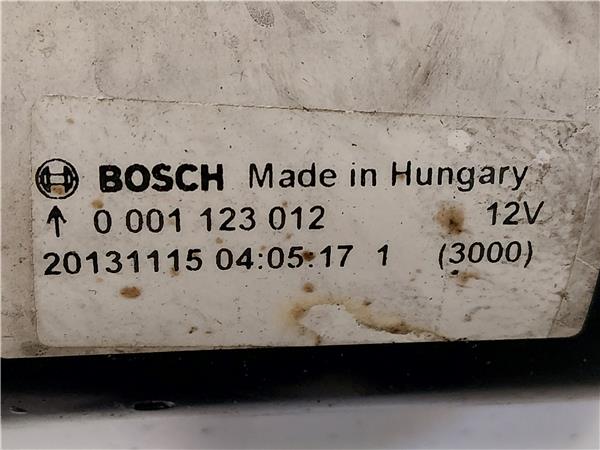 BOSCH Made in Hungary
↑ 0 001 123 012 12V
20131115 04:05:17 1 (3000)